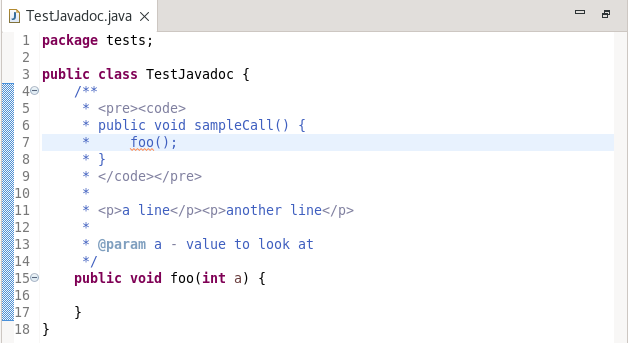 TestJavadoc.java
1 package tests;
2
3 public class TestJavadoc {
4     /**
5      * <pre><code>
6      * public void sampleCall() {
7      *     foo();
8      * }
9      * </code></pre>
10      *
11      * <p>a line</p><p>another line</p>
12      *
13      * @param a - value to look at
14      */
15     public void foo(int a) {
16
17     }
18 }